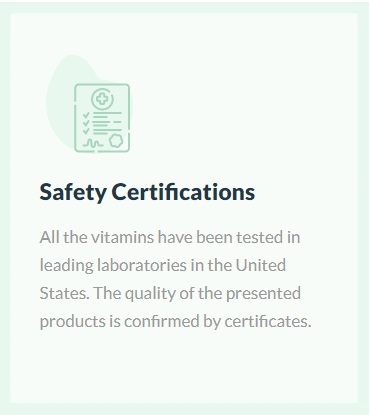 Safety Certifications
All the vitamins have been tested in
leading laboratories in the United
States. The quality of the presented
products is confirmed by certificates.